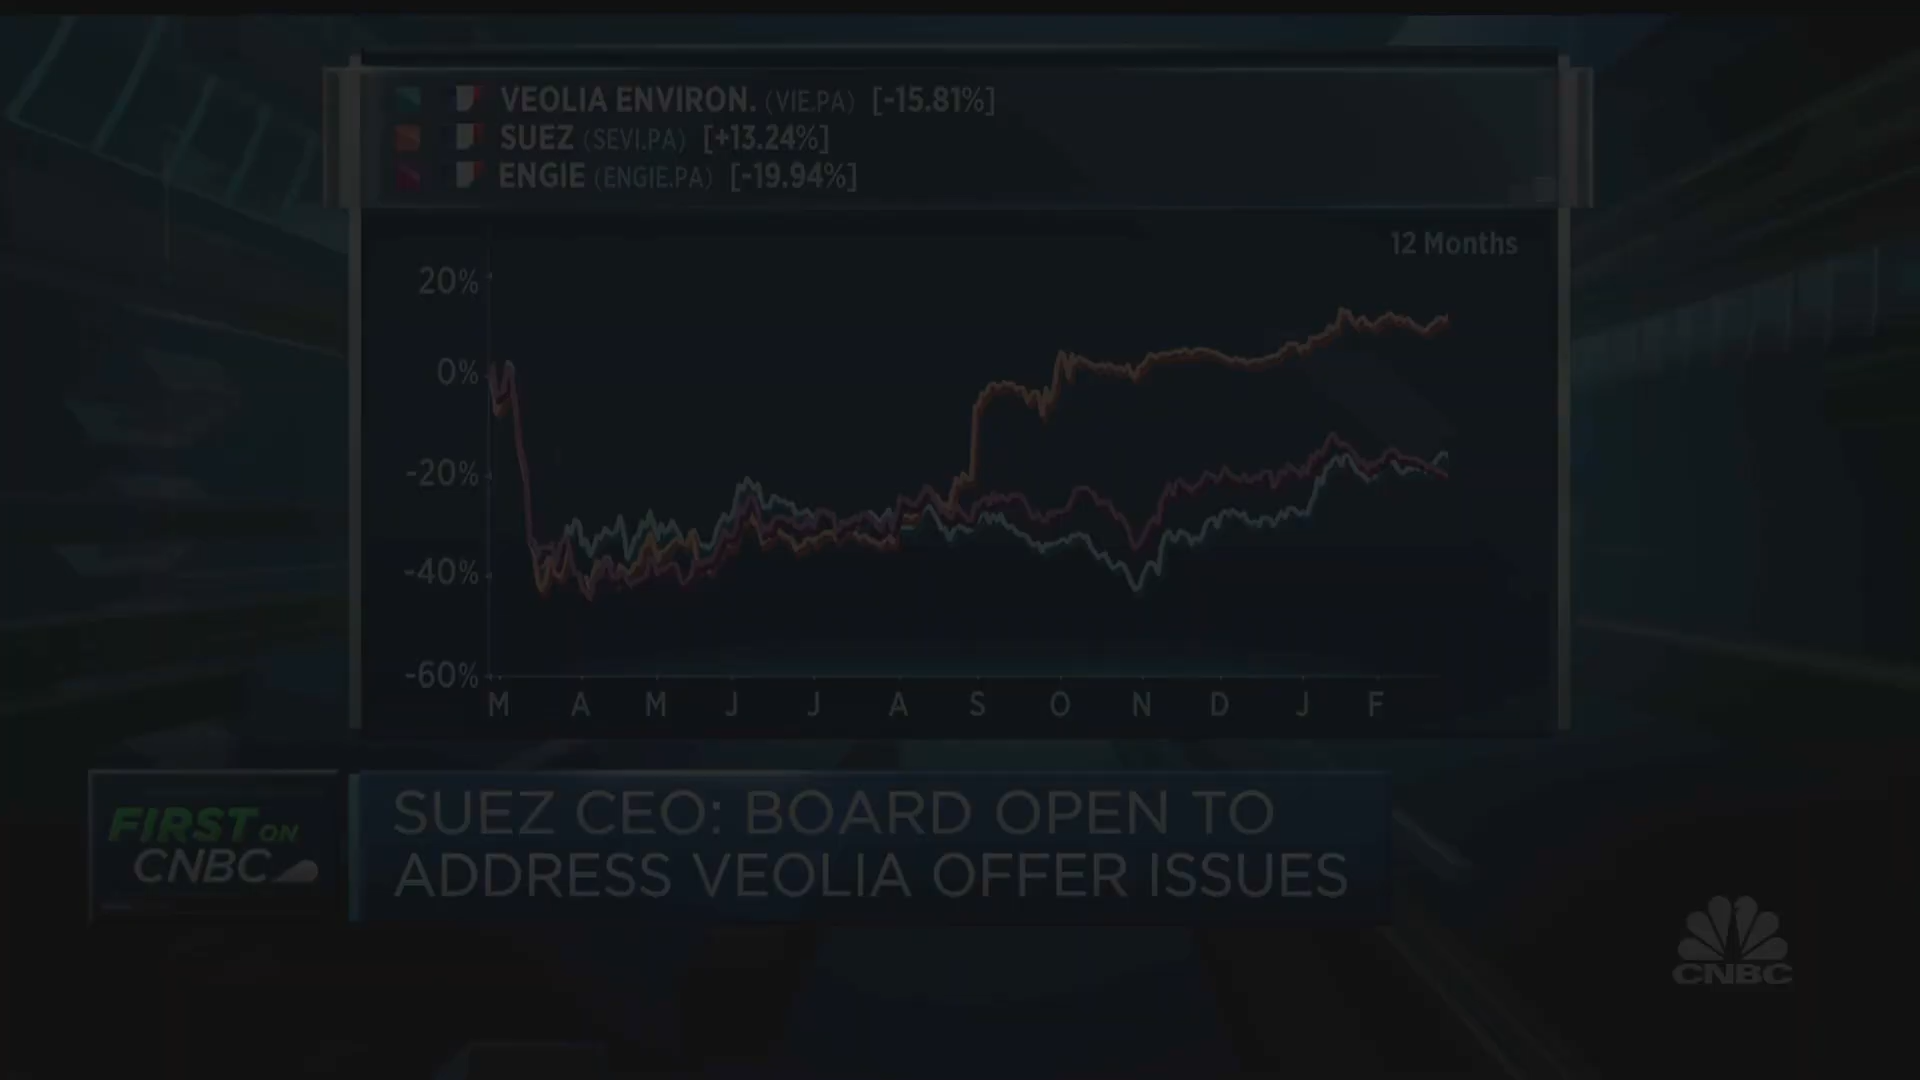 VEOLIA ENVIRON. (VIE.PA) [-15.81%]
SUEZ (SEVI.PA) [+13.24%]
ENGIE (ENGIE.PA) [-19.94%]
12 Months
20%
0%
-20%
-40%
-60%
M A M J J A S O N D J F
FIRST ON
CNBC
SUEZ CEO: BOARD OPEN TO
ADDRESS VEOLIA OFFER ISSUES
CNBC